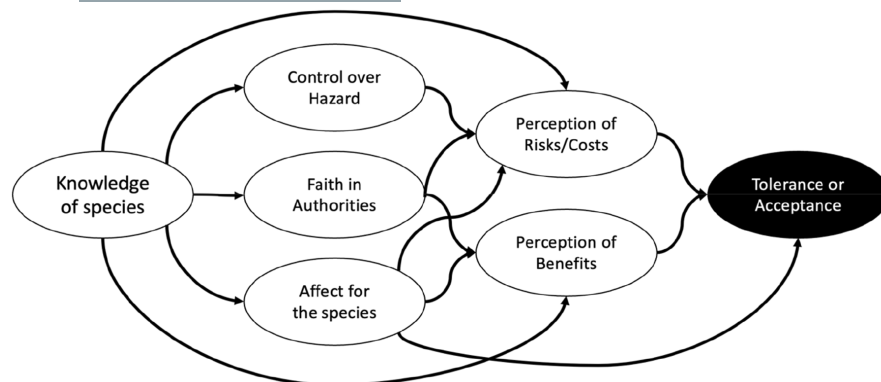 Control over
Hazard
Perception of
Risks/Costs
Knowledge
of species
Faith in
Authorities
Tolerance or
Acceptance
Perception of
Benefits
Affect for
the species